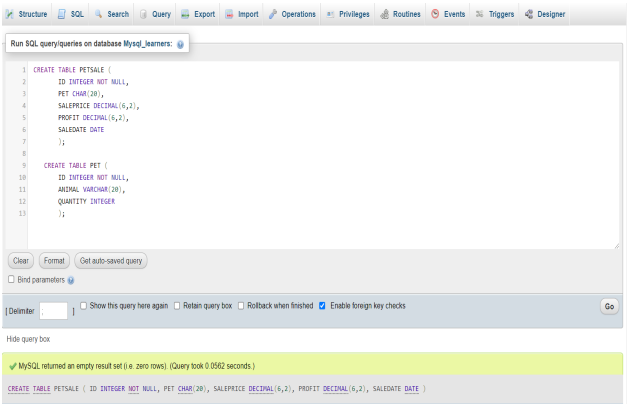 Structure SQL Search Query Export Import Operations Privileges Routines Events Triggers Designer
Run SQL query/queries on database Mysql_learners:
1 CREATE TABLE PETSALE (
2 ID INTEGER NOT NULL,
3 PET CHAR(20),
4 SALEPRICE DECIMAL(6,2),
5 PROFIT DECIMAL(6,2),
6 SALEDATE DATE
7 );
8
9 CREATE TABLE PET (
10 ID INTEGER NOT NULL,
11 ANIMAL VARCHAR(20),
12 QUANTITY INTEGER
13 );
Clear Format Get auto-saved query
Bind parameters
[ Delimiter ; ] Show this query here again Retain query box Rollback when finished Enable foreign key checks Go
Hide query box
MySQL returned an empty result set (i.e. zero rows). (Query took 0.0562 seconds.)
CREATE TABLE PETSALE ( ID INTEGER NOT NULL, PET CHAR(20), SALEPRICE DECIMAL(6,2), PROFIT DECIMAL(6,2), SALEDATE DATE )